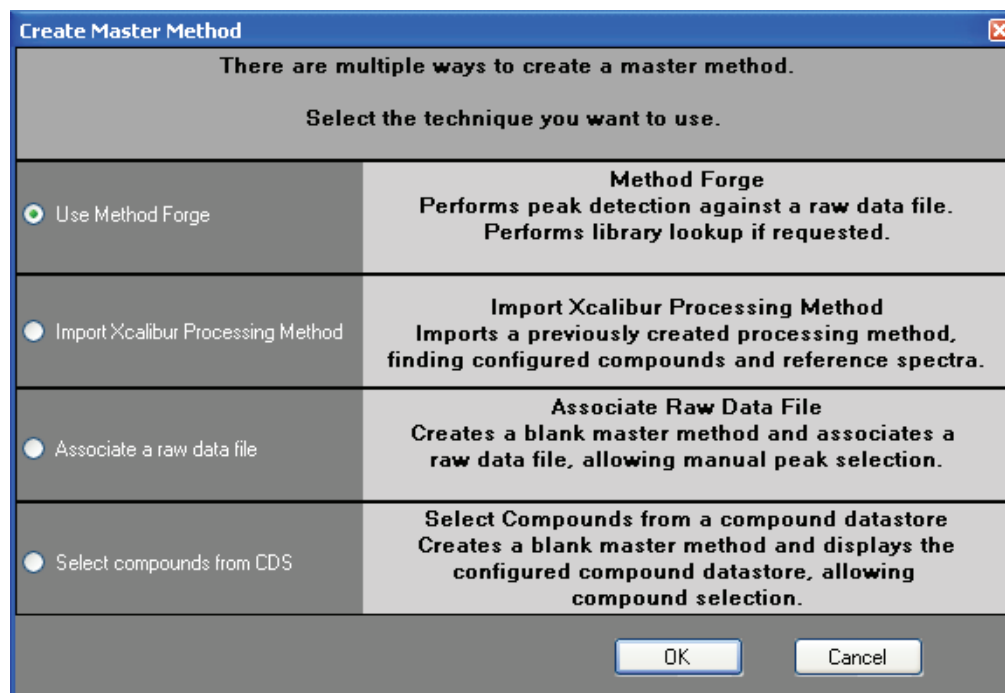 Create Master Method
There are multiple ways to create a master method.
Select the technique you want to use.
Use Method Forge
Method Forge
Performs peak detection against a raw data file.
Performs library lookup if requested.
Import Xcalibur Processing Method
Import Xcalibur Processing Method
Imports a previously created processing method,
finding configured compounds and reference spectra.
Associate a raw data file
Associate Raw Data File
Creates a blank master method and associates a
raw data file, allowing manual peak selection.
Select compounds from CDS
Select Compounds from a compound datastore
Creates a blank master method and displays the
configured compound datastore, allowing
compound selection.
OK
Cancel